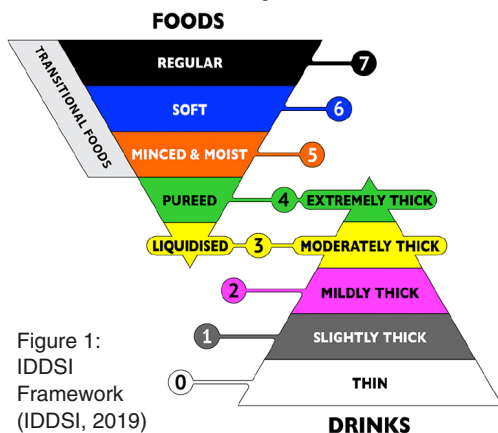 FOODS
TRANSITIONAL FOODS
REGULAR 7
SOFT 6
MINCED & MOIST 5
PUREED 4 EXTREMELY THICK
LIQUIDISED 3 MODERATELY THICK
2 MILDLY THICK
1 SLIGHTLY THICK
0 THIN
DRINKS
Figure 1:
IDDSI
Framework
(IDDSI, 2019)